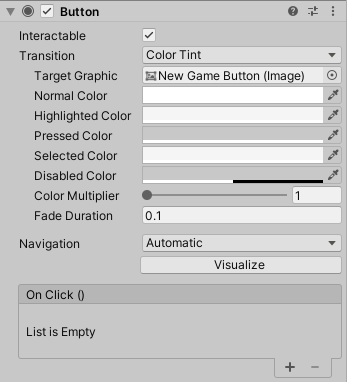 Button
Interactable
Transition Color Tint
Target Graphic New Game Button (Image)
Normal Color
Highlighted Color
Pressed Color
Selected Color
Disabled Color
Color Multiplier 1
Fade Duration 0.1
Navigation Automatic
Visualize
On Click ()
List is Empty